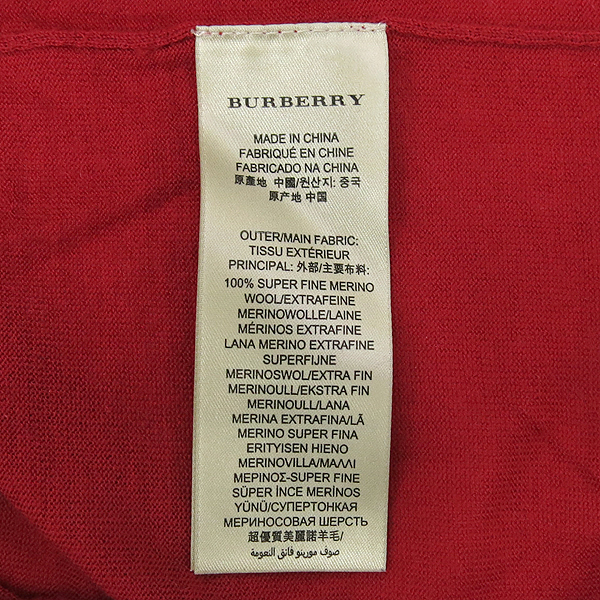 BURBERRY
MADE IN CHINA
FABRIQUÉ EN CHINE
FABRICADO NA CHINA
原產地 中國/원산지: 중국
原产地 中国
OUTER/MAIN FABRIC:
TISSU EXTÉRIEUR
PRINCIPAL: 外部/主要布料:
100% SUPER FINE MERINO
WOOL/EXTRAFEINE
MERINOWOLLE/LAINE
MÉRINOS EXTRAFINE
LANA MERINO EXTRAFINE
SUPERFIJNE
MERINOSWOL/EXTRA FIN
MERINOULL/EKSTRA FIN
MERINOULL/LANA
MERINA EXTRAFINA/LÃ
MERINO SUPER FINA
ERITYISEN HIENO
MERINOVILLA/ΜΑΛΛΙ
ΜΕΡΙΝΟΣ-SUPER FINE
SÜPER İNCE MERİNOS
YÜNÜ/СУПЕРТОНКАЯ
МЕРИНОСОВАЯ ШЕРСТЬ
超優質美麗諾羊毛/
صوف مورينو فائق النعومة